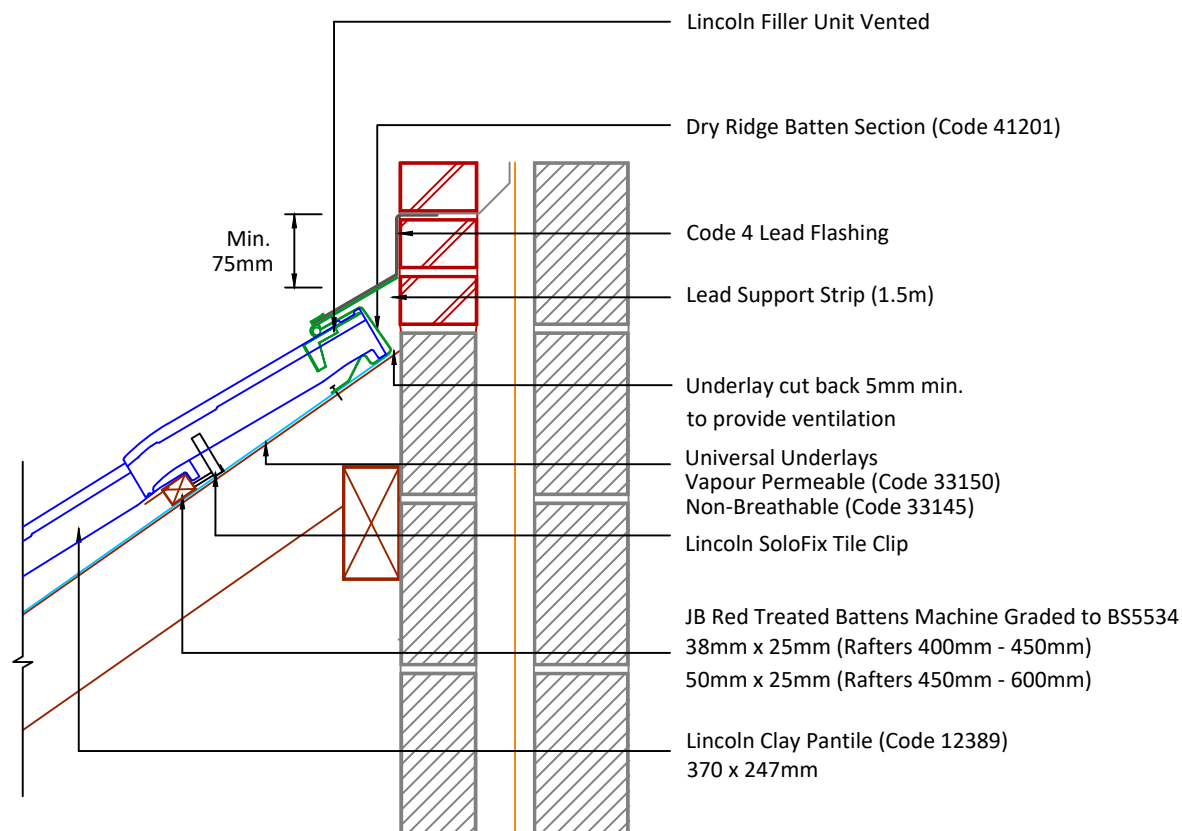 Lincoln Filler Unit Vented
Dry Ridge Batten Section (Code 41201)
Min.
75mm
Code 4 Lead Flashing
Lead Support Strip (1.5m)
Underlay cut back 5mm min.
to provide ventilation
Universal Underlays
Vapour Permeable (Code 33150)
Non-Breathable (Code 33145)
Lincoln SoloFix Tile Clip
JB Red Treated Battens Machine Graded to BS5534
38mm x 25mm (Rafters 400mm - 450mm)
50mm x 25mm (Rafters 450mm - 600mm)
Lincoln Clay Pantile (Code 12389)
370 x 247mm